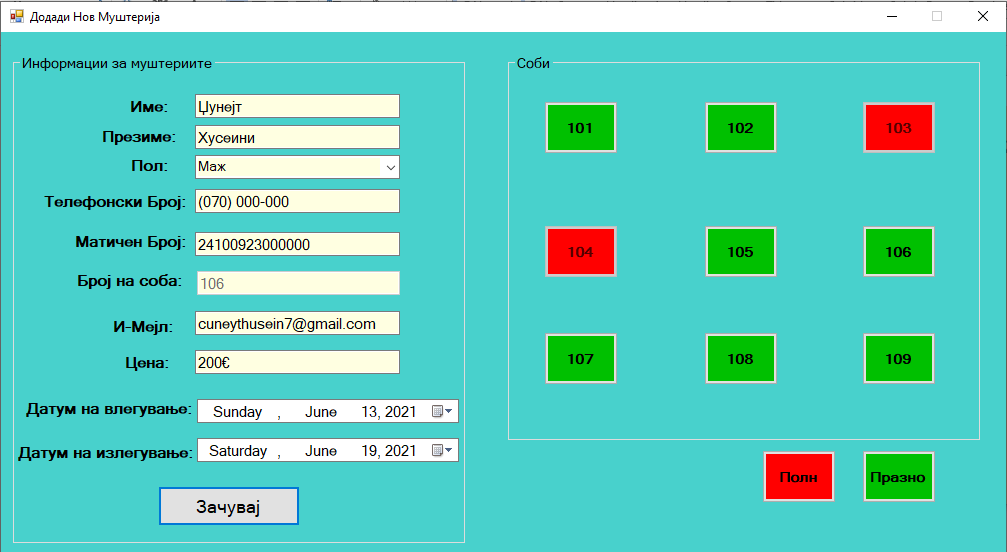 Додади Нов Муштерија
Информации за муштериите
Име: Џунејт
Презиме: Хусеини
Пол: Маж
Телефонски Број: (070) 000-000
Матичен Број: 24100923000000
Број на соба: 106
И-Мејл: cuneythusein7@gmail.com
Цена: 200€
Датум на влегување: Sunday , June 13, 2021
Датум на излегување: Saturday , June 19, 2021
Зачувај
Соби
101 102 103
104 105 106
107 108 109
Полн Празно